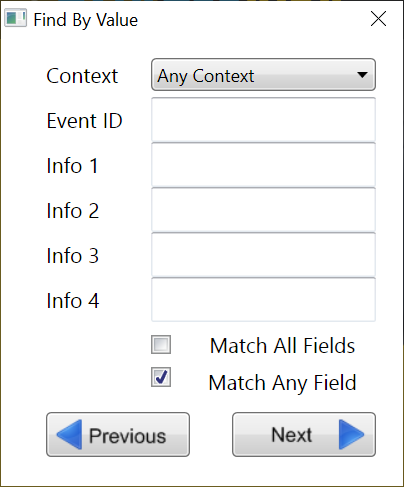 Find By Value
Context Any Context
Event ID
Info 1
Info 2
Info 3
Info 4
Match All Fields
Match Any Field
Previous Next